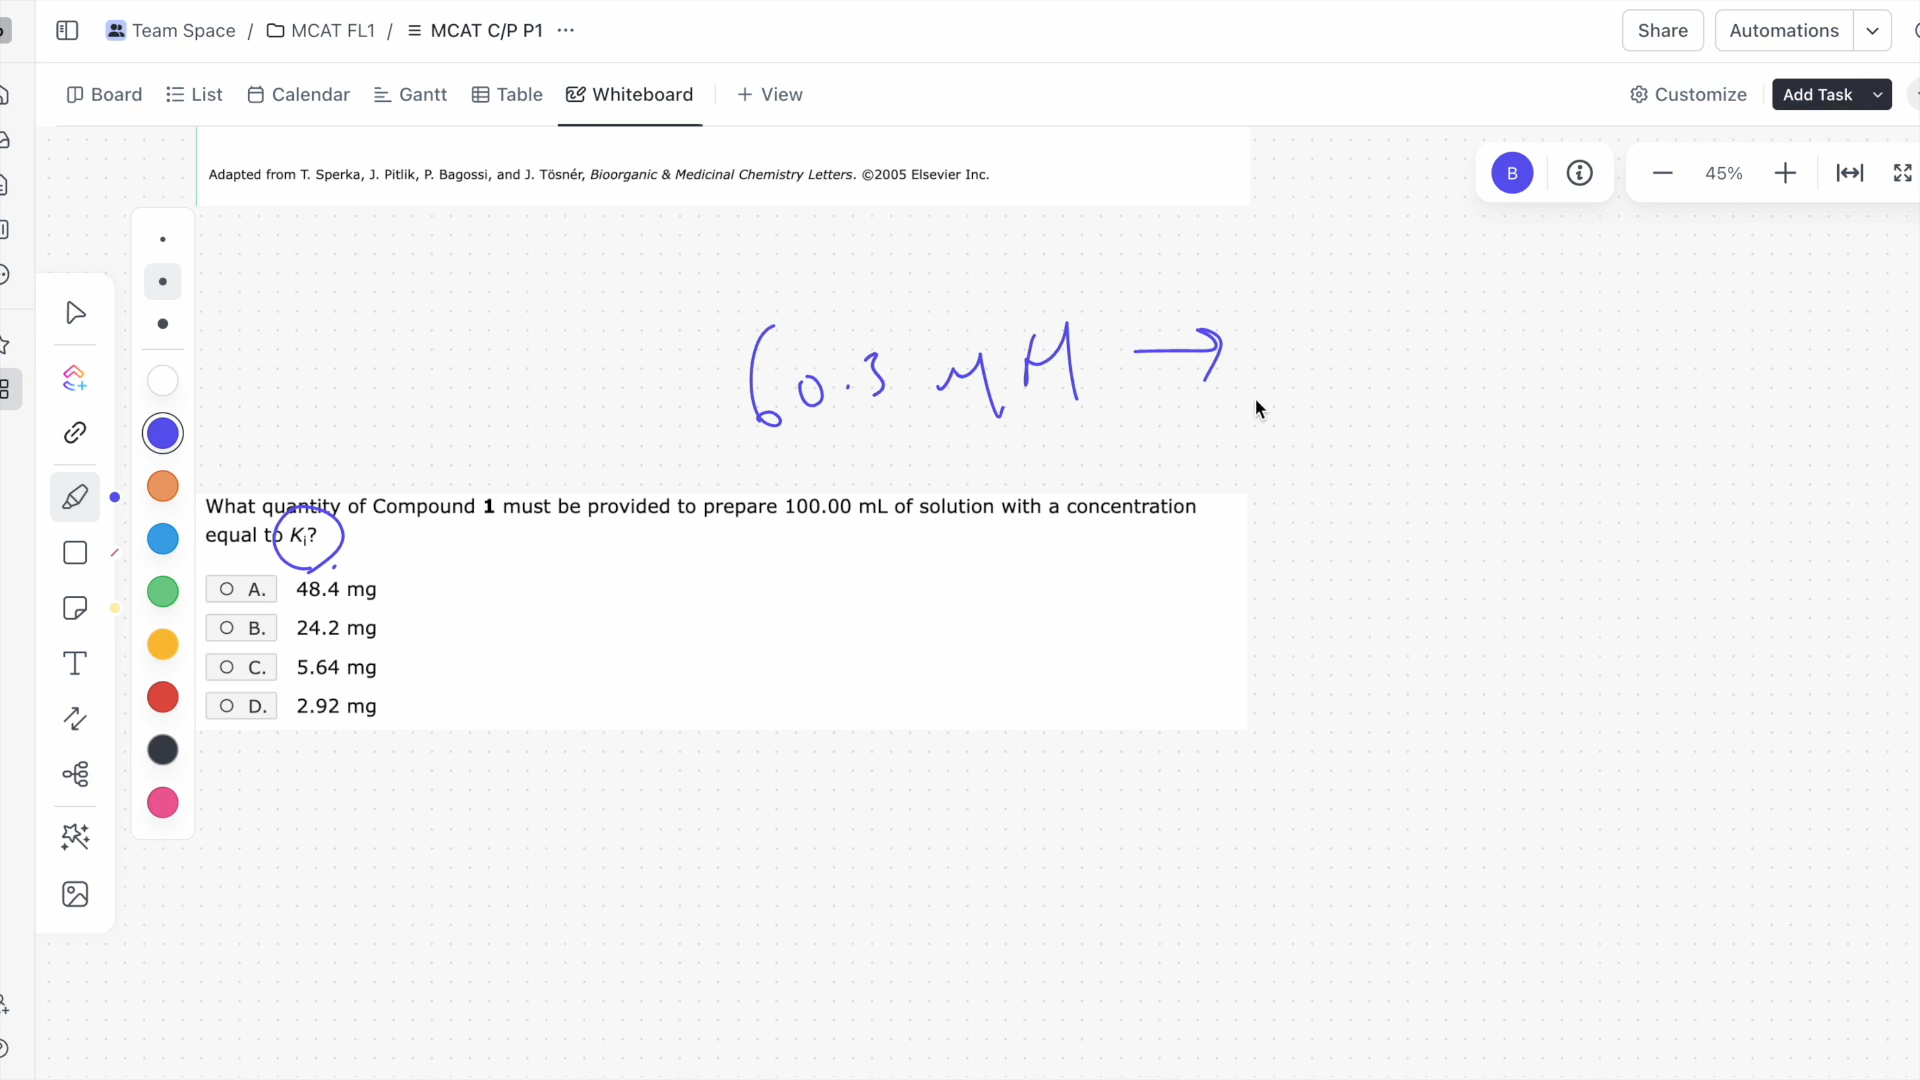 Team Space / MCAT FL1 / MCAT C/P P1 ...
Share
Automations
Board
List
Calendar
Gantt
Table
Whiteboard
+ View
Customize
Add Task
Adapted from T. Sperka, J. Pitlik, P. Bagossi, and J. Tösnér, Bioorganic & Medicinal Chemistry Letters. ©2005 Elsevier Inc.
B
45%
60.3 μM →
What quantity of Compound 1 must be provided to prepare 100.00 mL of solution with a concentration
equal to Ki?
A. 48.4 mg
B. 24.2 mg
C. 5.64 mg
D. 2.92 mg
T